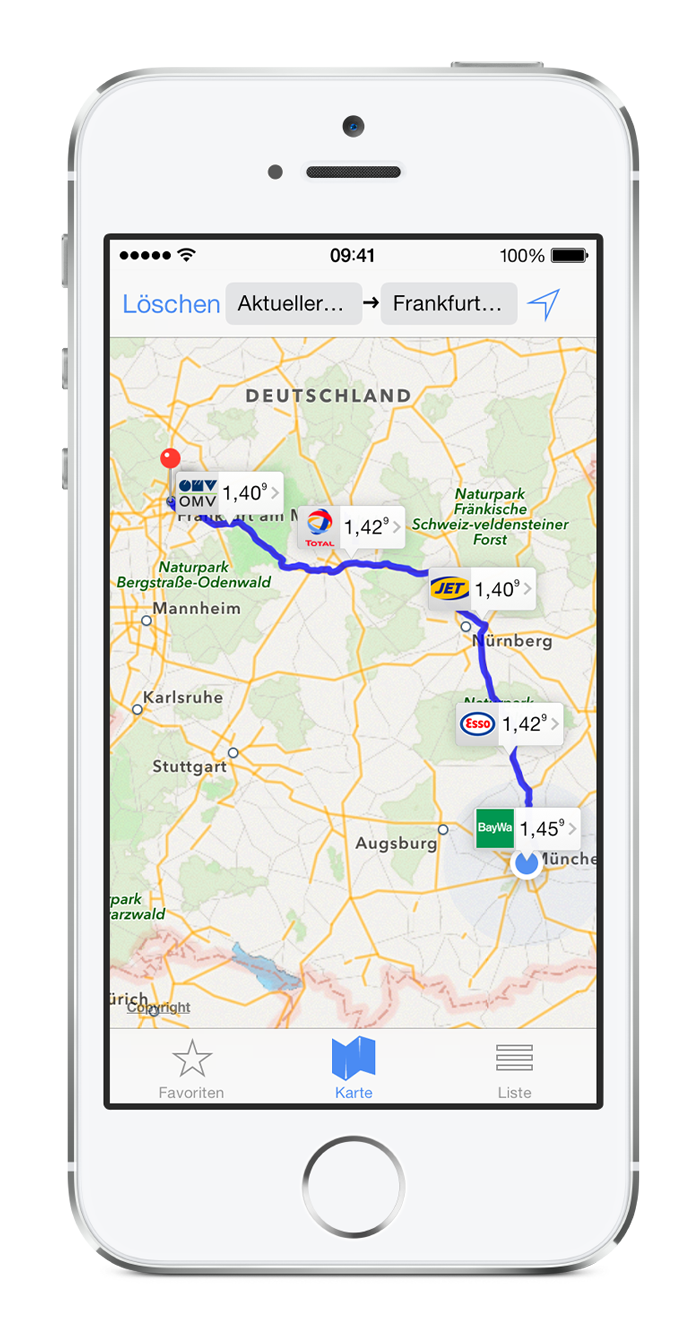 09:41
100%
Löschen
Aktueller…
Frankfurt…
DEUTSCHLAND
OMV
OMV
1,40⁹
Frankfurt am M
TOTAL
1,42⁹
Naturpark
Fränkische
Schweiz-veldensteiner
Forst
Naturpark
Bergstraße-Odenwald
JET
1,40⁹
Mannheim
Nürnberg
Karlsruhe
Naturpark
Esso
1,42⁹
Stuttgart
BayWa
1,45⁹
Augsburg
Münche
park
arzwald
ürich
Copyright
Favoriten
Karte
Liste